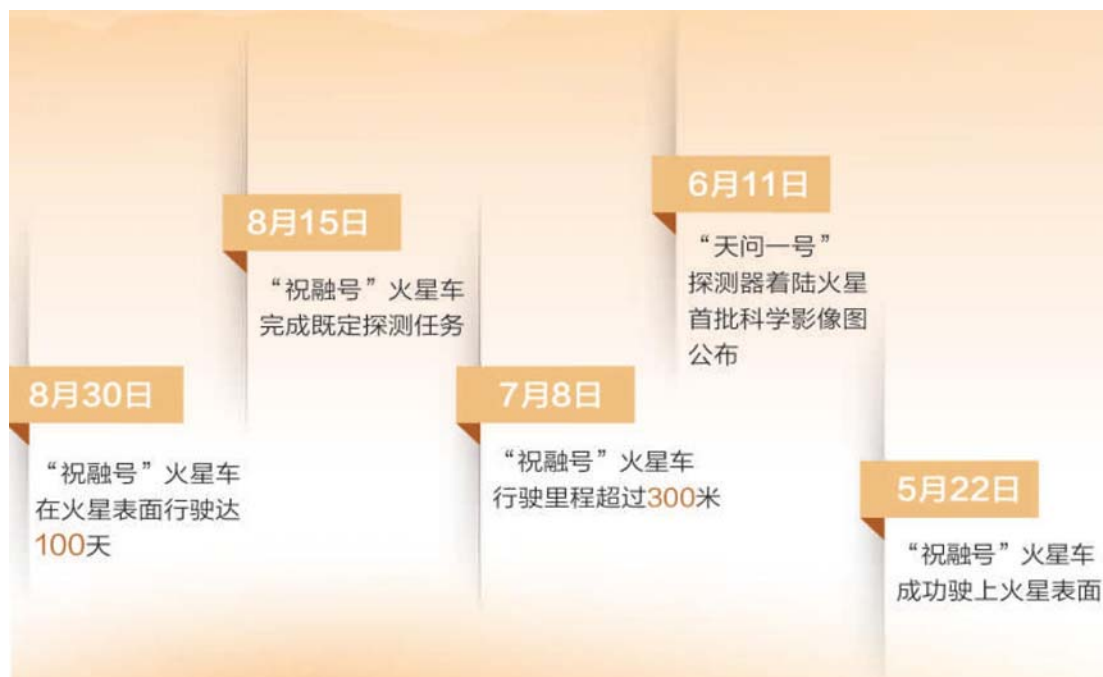 8月30日
“祝融号”火星车
在火星表面行驶达
100天
8月15日
“祝融号”火星车
完成既定探测任务
7月8日
“祝融号”火星车
行驶里程超过300米
6月11日
“天问一号”
探测器着陆火星
首批科学影像图
公布
5月22日
“祝融号”火星车
成功驶上火星表面